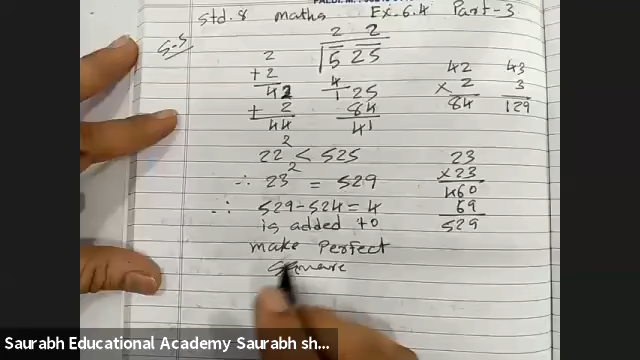 Std. 8 maths Ex. 6.4 Part-3
5-5
2 2
2 √5 25
+2 4
42 1 25
+ 2 84
44 41
42
× 2
84
43
3
129
22² < 525
∴ 23² = 529
∴ 529 - 524 = 4
is added to
make Perfect
Square
23
×23
460
69
529
Saurabh Educational Academy Saurabh sh...